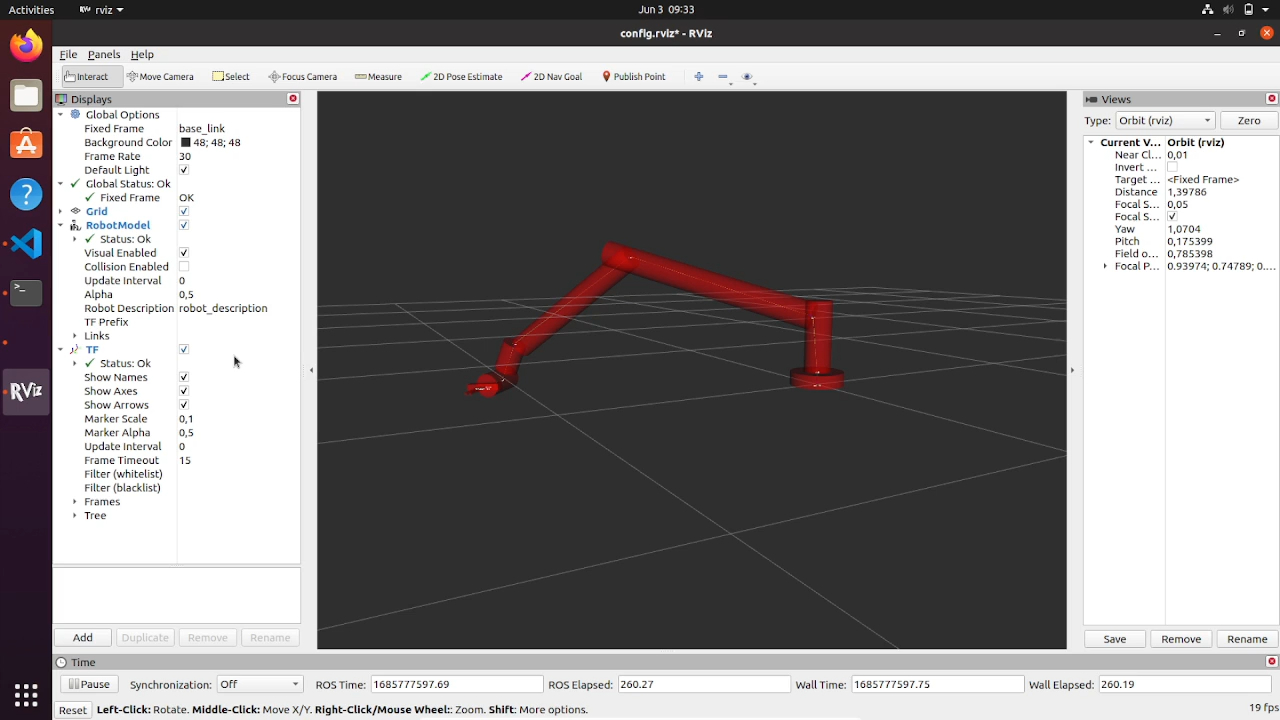 Activities
rviz
Jun 3 09:33
config.rviz* - RViz
File Panels Help
Interact Move Camera Select Focus Camera Measure 2D Pose Estimate 2D Nav Goal Publish Point
Displays
Global Options
Fixed Frame base_link
Background Color 48; 48; 48
Frame Rate 30
Default Light
Global Status: Ok
Fixed Frame OK
Grid
RobotModel
Status: Ok
Visual Enabled
Collision Enabled
Update Interval 0
Alpha 0,5
Robot Description robot_description
TF Prefix
Links
TF
Status: Ok
Show Names
Show Axes
Show Arrows
Marker Scale 0,1
Marker Alpha 0,5
Update Interval 0
Frame Timeout 15
Filter (whitelist)
Filter (blacklist)
Frames
Tree
Add Duplicate Remove Rename
RViz
Views
Type: Orbit (rviz) Zero
Current V... Orbit (rviz)
Near Cl... 0,01
Invert ...
Target ... <Fixed Frame>
Distance 1,39786
Focal S... 0,05
Focal S...
Yaw 1,0704
Pitch 0,175399
Field o... 0,785398
Focal P... 0.93974; 0.74789; 0....
Save Remove Rename
Time
Pause Synchronization: Off ROS Time: 1685777597.69 ROS Elapsed: 260.27 Wall Time: 1685777597.75 Wall Elapsed: 260.19
Reset Left-Click: Rotate. Middle-Click: Move X/Y. Right-Click/Mouse Wheel:: Zoom. Shift: More options. 19 fps